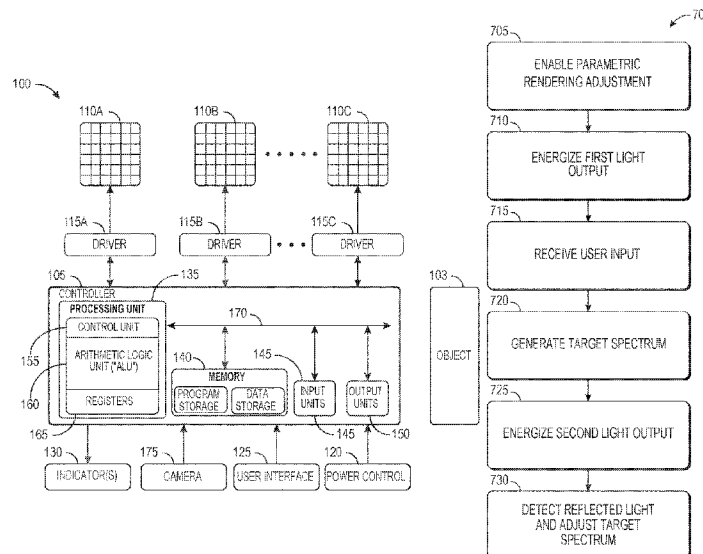 100
110A
110B
110C
115A
115B
115C
DRIVER
DRIVER
DRIVER
105
135
CONTROLLER
PROCESSING UNIT
CONTROL UNIT
155
ARITHMETIC LOGIC
UNIT ("ALU")
160
REGISTERS
165
170
140
MEMORY
PROGRAM
STORAGE
DATA
STORAGE
145
INPUT
UNITS
145
OUTPUT
UNITS
150
130
INDICATOR(S)
175
CAMERA
125
USER INTERFACE
120
POWER CONTROL
103
OBJECT
70
705
ENABLE PARAMETRIC
RENDERING ADJUSTMENT
710
ENERGIZE FIRST LIGHT
OUTPUT
715
RECEIVE USER INPUT
720
GENERATE TARGET SPECTRUM
725
ENERGIZE SECOND LIGHT OUTPUT
730
DETECT REFLECTED LIGHT
AND ADJUST TARGET
SPECTRUM